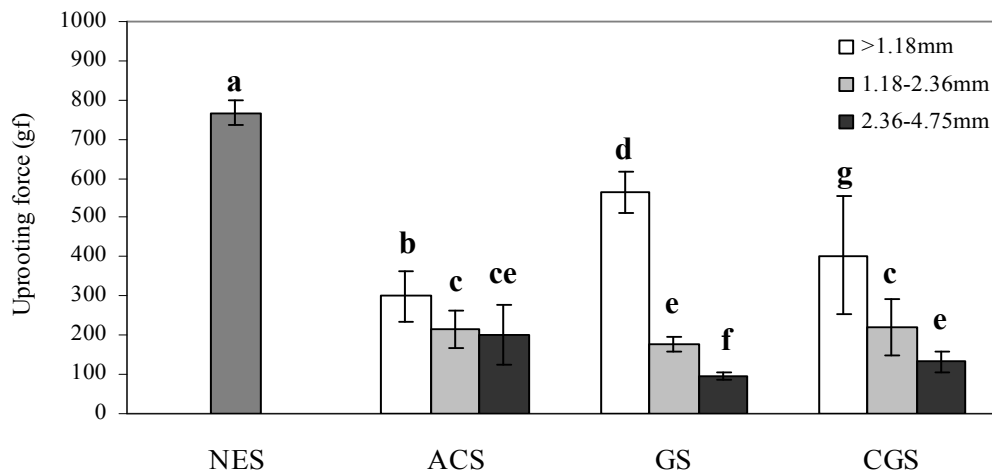 1000
900
800
700
600
500
400
300
200
100
0
Uprooting force (gf)
>1.18mm
1.18-2.36mm
2.36-4.75mm
a
b
c
ce
d
e
f
g
c
e
NES ACS GS CGS